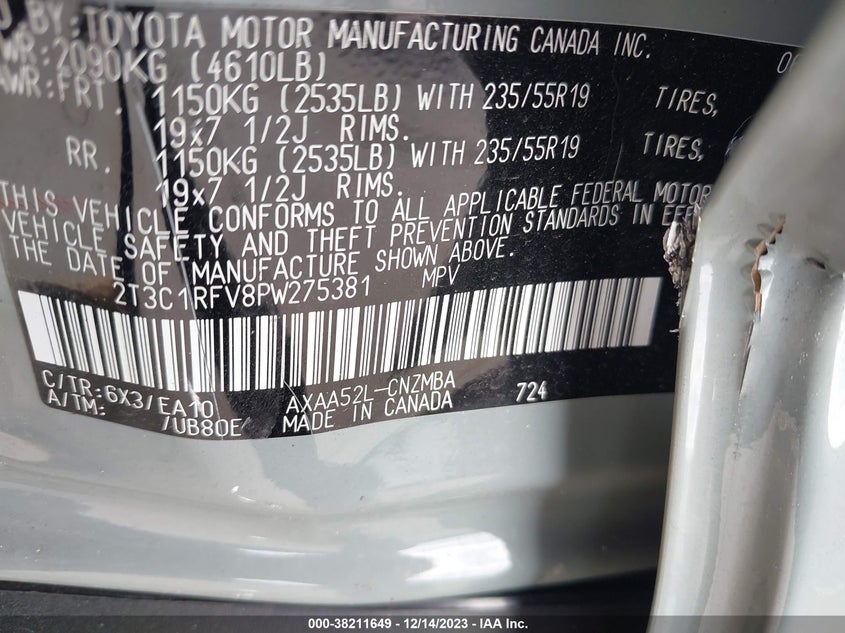 BY: TOYOTA MOTOR MANUFACTURING CANADA INC.
WR: 2090KG (4610LB)
AWR: FRT. 1150KG (2535LB) WITH 235/55R19 TIRES,
19x7 1/2J RIMS.
RR. 1150KG (2535LB) WITH 235/55R19 TIRES,
19x7 1/2J RIMS.
THIS VEHICLE CONFORMS TO ALL APPLICABLE FEDERAL MOTOR
VEHICLE SAFETY AND THEFT PREVENTION STANDARDS IN
THE DATE OF MANUFACTURE SHOWN ABOVE.
2T3C1RFV8PW275381 MPV
C/TR: 6X3/EA10 AXAA52L-CNZMBA 724
A/TM: /UB80E MADE IN CANADA
000-38211649 — 12/14/2023 — IAA Inc.